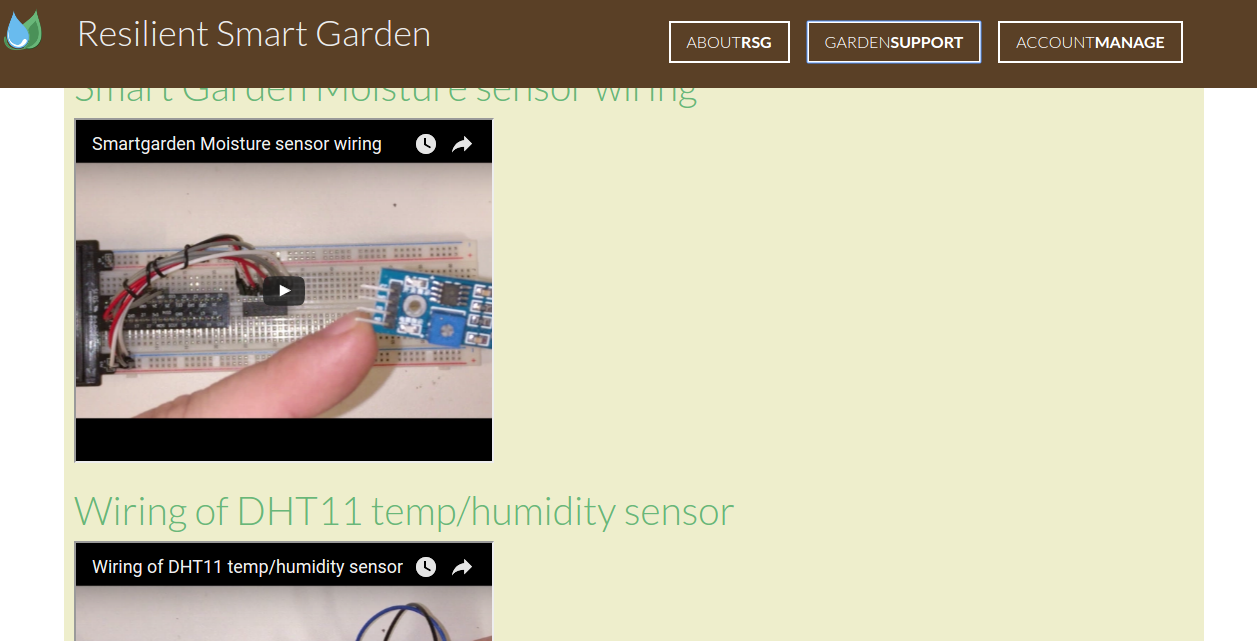 Resilient Smart Garden
ABOUTRSG
GARDENSUPPORT
ACCOUNTMANAGE
Smart Garden Moisture sensor wiring
Smartgarden Moisture sensor wiring
Wiring of DHT11 temp/humidity sensor
Wiring of DHT11 temp/humidity sensor